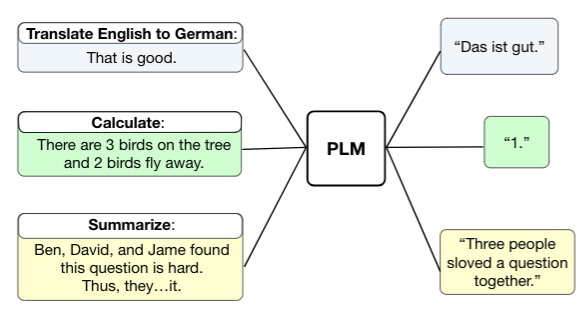 Translate English to German:
That is good.
Calculate:
There are 3 birds on the tree
and 2 birds fly away.
Summarize:
Ben, David, and Jame found
this question is hard.
Thus, they…it.
PLM
“Das ist gut.”
“1.”
“Three people
sloved a question
together.”